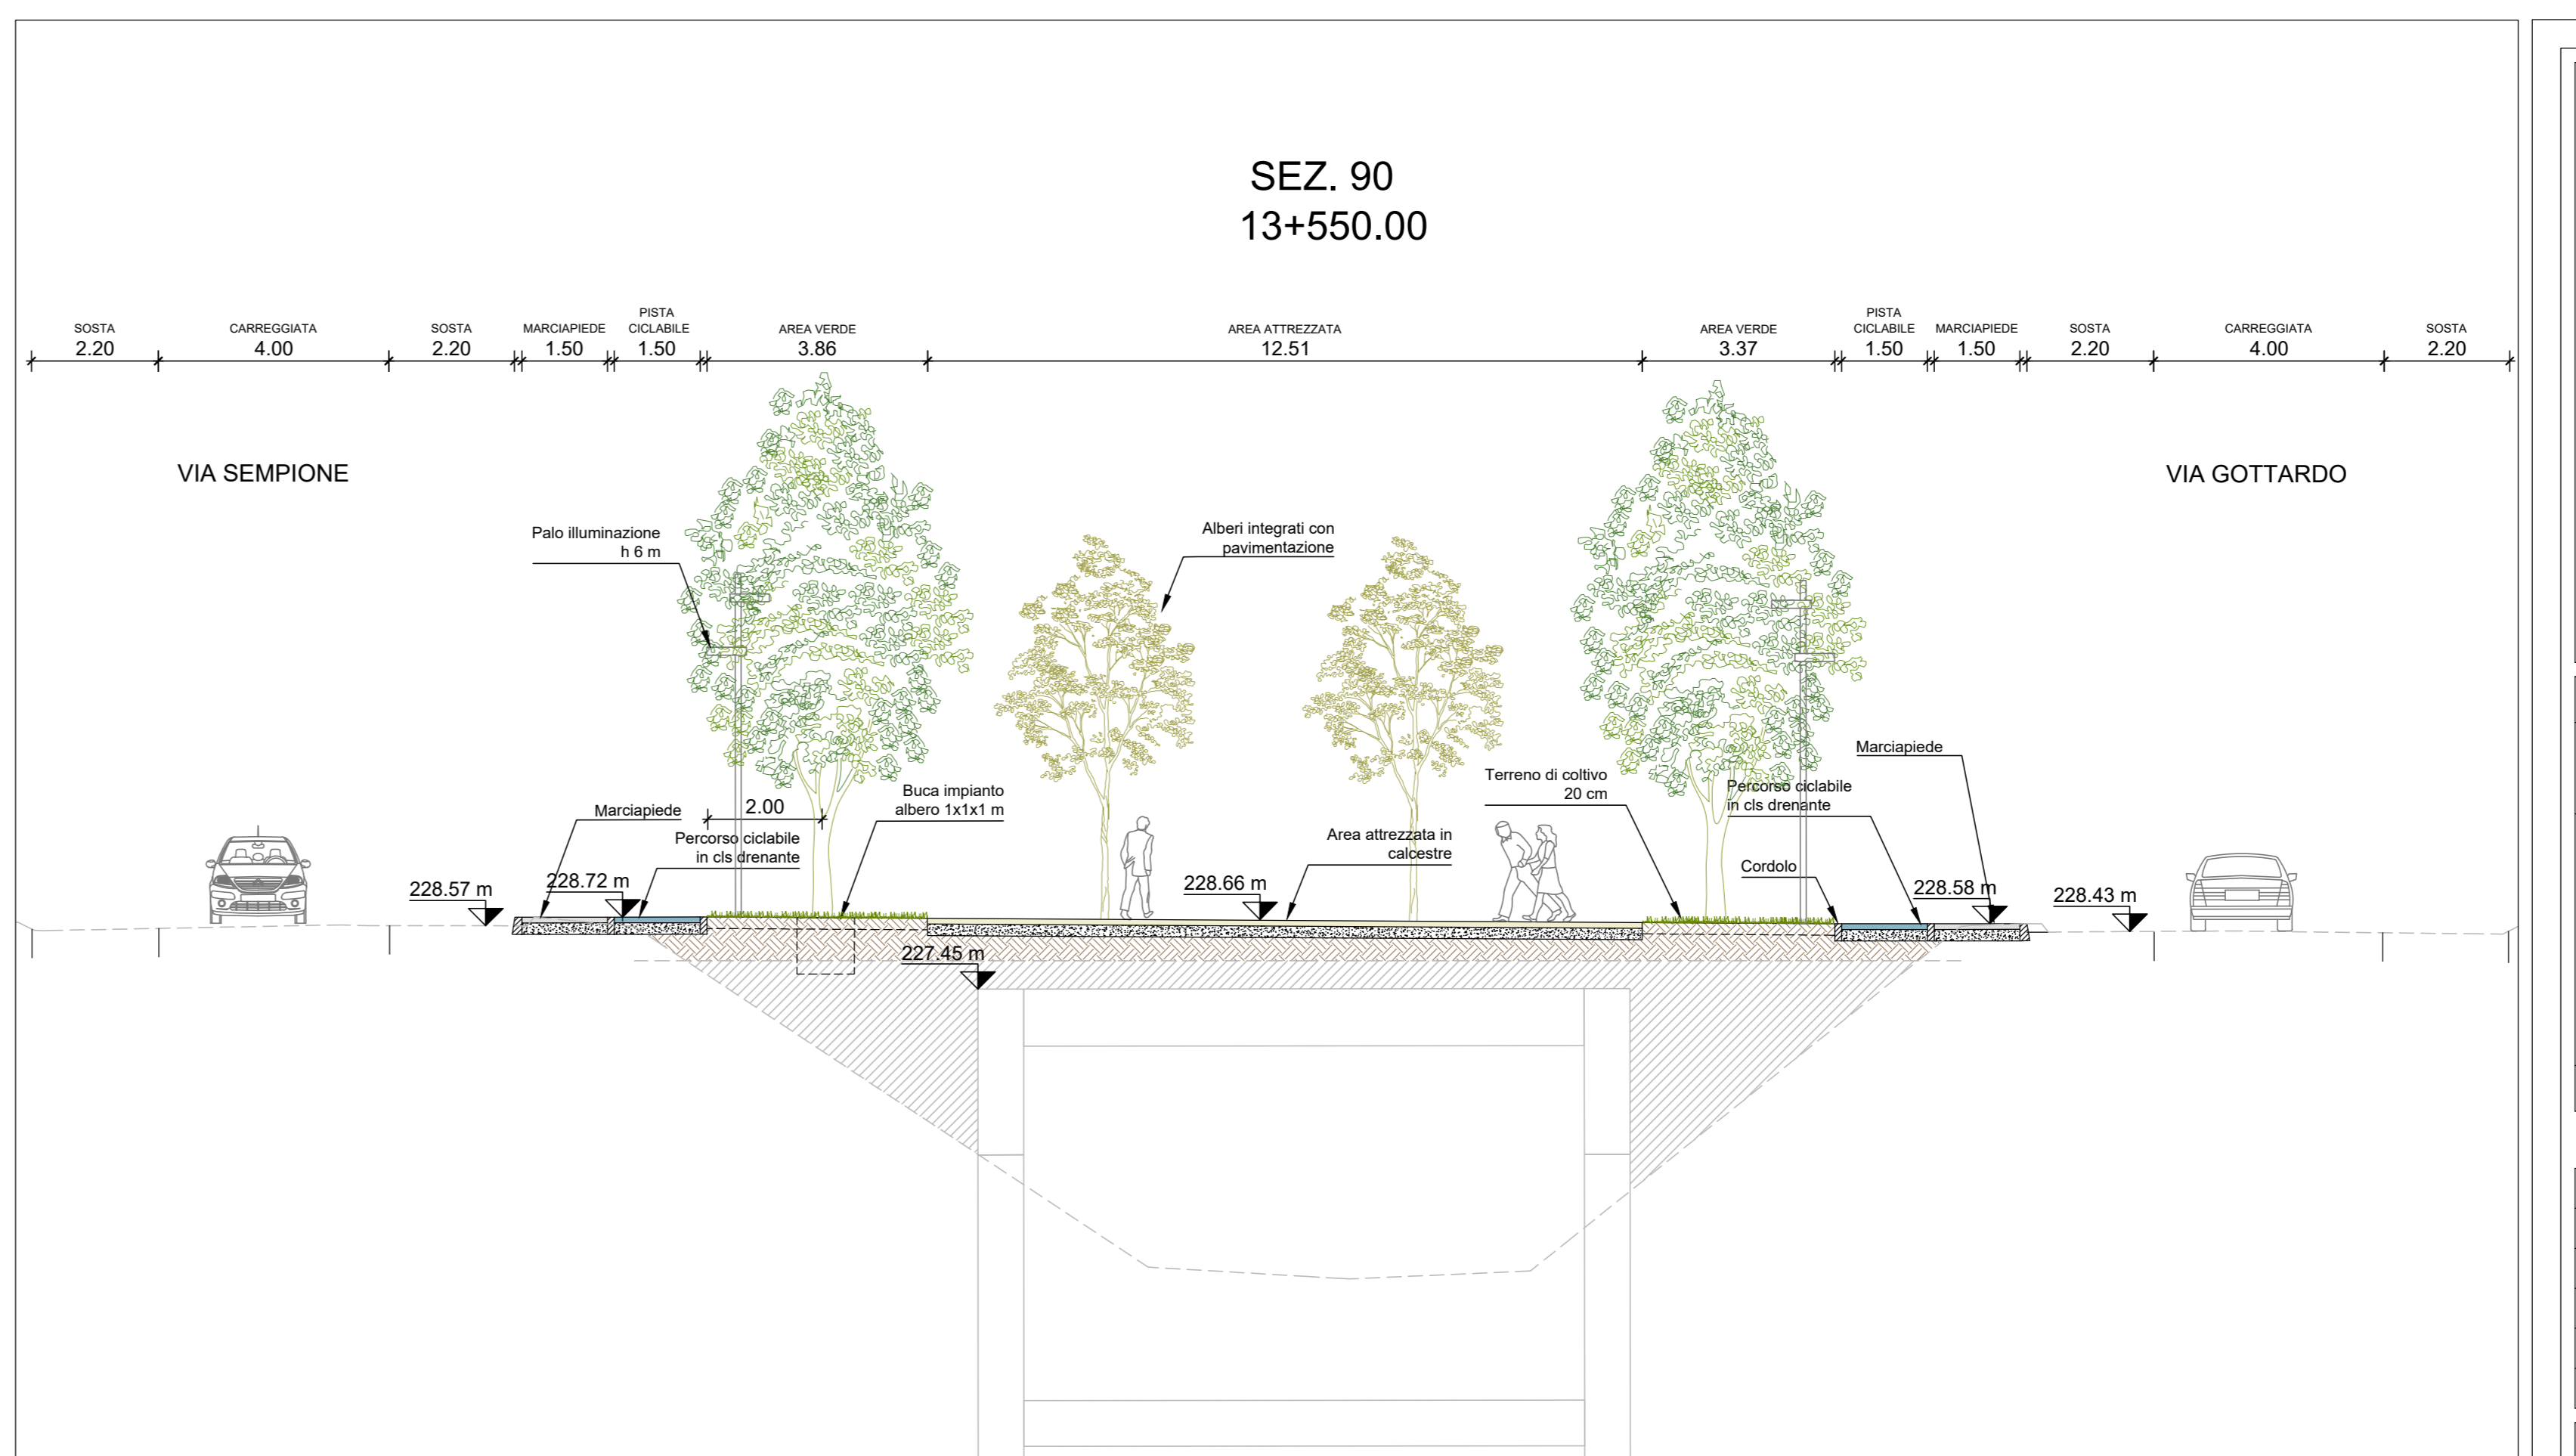 SEZ. 90
13+550.00
PISTA
PISTA
SOSTA CARREGGIATA SOSTA MARCIAPIEDE CICLABILE AREA VERDE AREA ATTREZZATA AREA VERDE CICLABILE MARCIAPIEDE SOSTA CARREGGIATA SOSTA
2.20 4.00 2.20 1.50 1.50 3.86 12.51 3.37 1.50 1.50 2.20 4.00 2.20
VIA SEMPIONE
VIA GOTTARDO
Palo illuminazione
h 6 m
Alberi integrati con
pavimentazione
Marciapiede
Terreno di coltivo
20 cm
Percorso ciclabile
in cls drenante
Buca impianto
albero 1x1x1 m
2.00
Marciapiede
Percorso ciclabile
in cls drenante
Area attrezzata in
calcestre
Cordolo
228.57 m
228.72 m
228.66 m
228.58 m
228.43 m
227.45 m